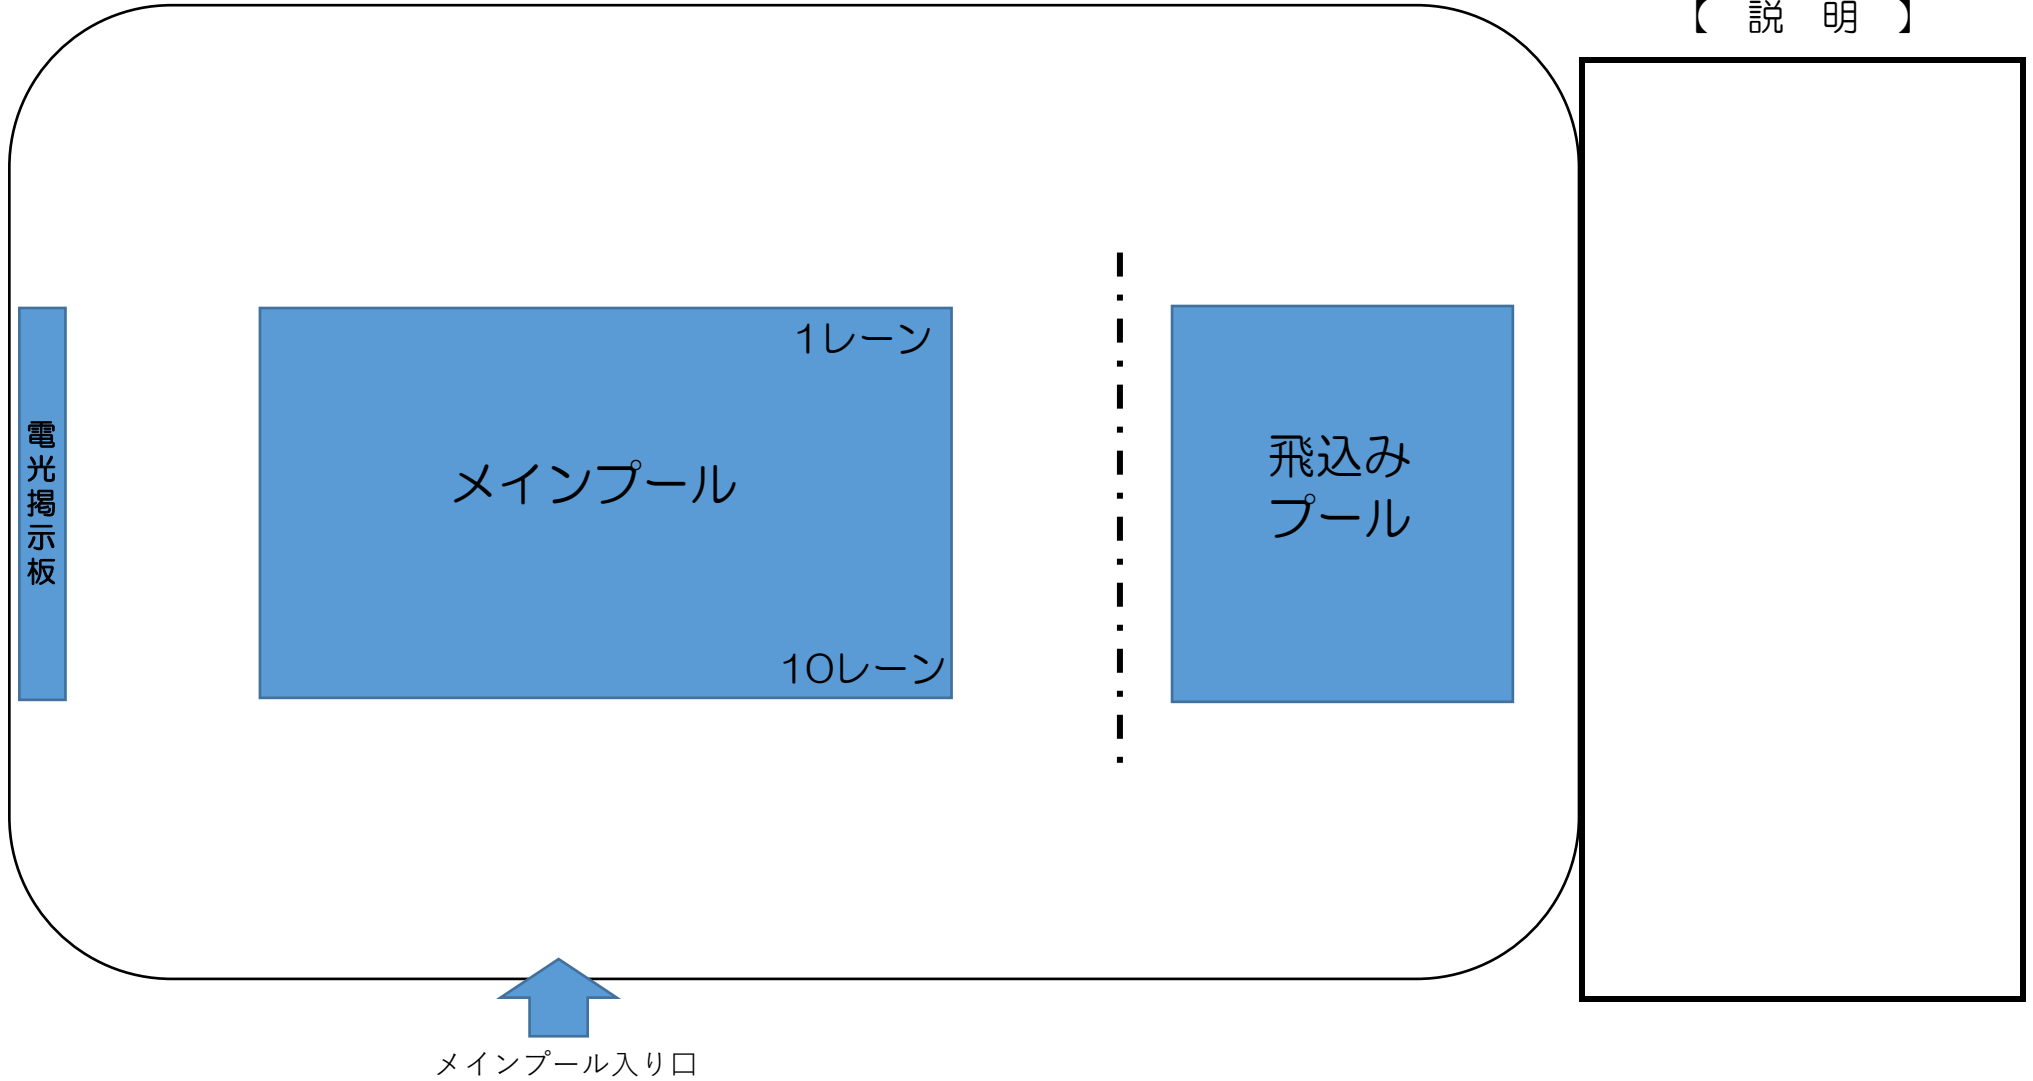 【　説　明　】
1レーン
電光掲示板
メインプール
飛込み
プール
10レーン
メインプール入り口